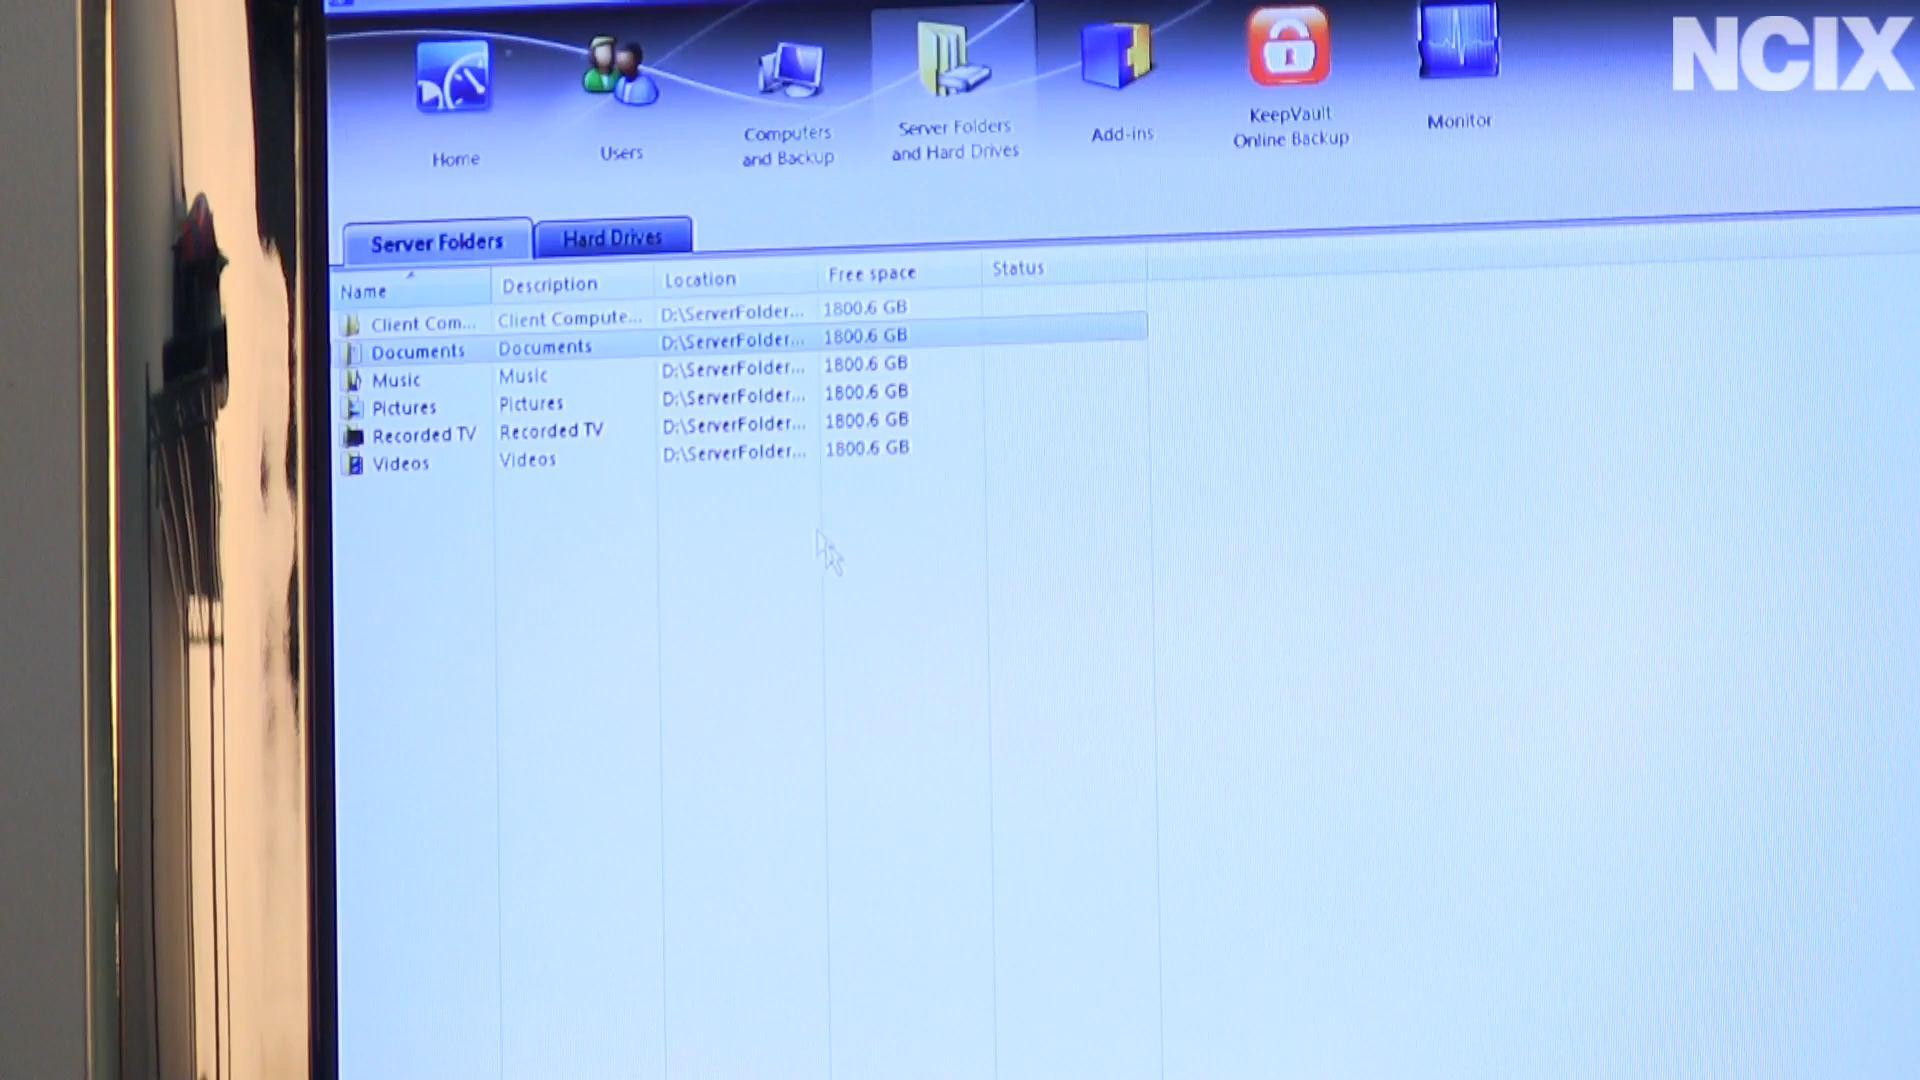 NCIX
Home
Users
Computers
and Backup
Server Folders
and Hard Drives
Add-ins
KeepVault
Online Backup
Monitor
Server Folders Hard Drives
Name Description Location Free space Status
Client Com... Client Compute... D:\ServerFolder... 1800.6 GB
Documents Documents D:\ServerFolder... 1800.6 GB
Music Music D:\ServerFolder... 1800.6 GB
Pictures Pictures D:\ServerFolder... 1800.6 GB
Recorded TV Recorded TV D:\ServerFolder... 1800.6 GB
Videos Videos D:\ServerFolder... 1800.6 GB